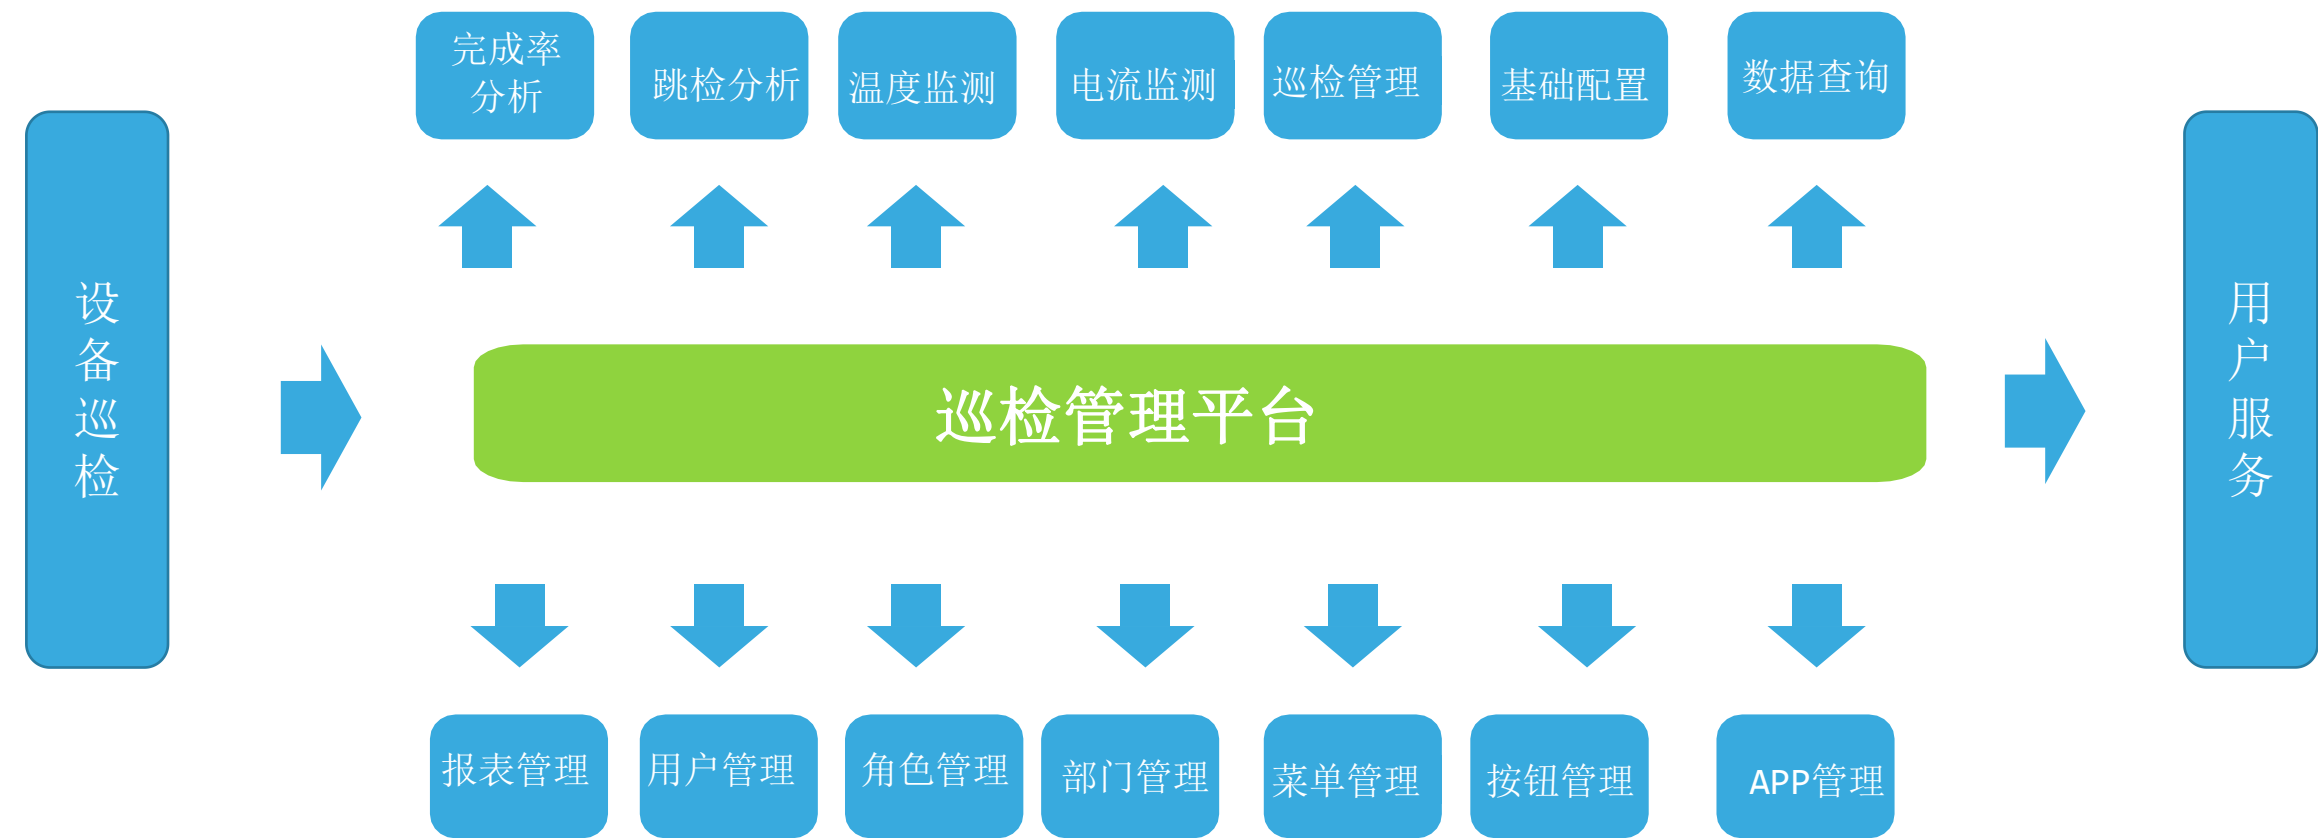 完成率
分析
跳检分析
温度监测
电流监测
巡检管理
基础配置
数据查询
设备巡检
巡检管理平台
用户服务
报表管理
用户管理
角色管理
部门管理
菜单管理
按钮管理
APP管理